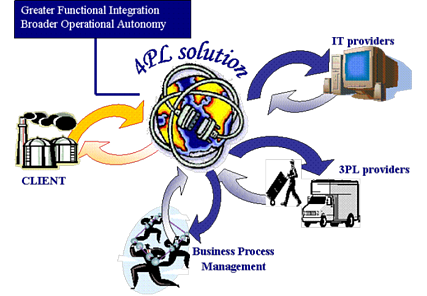 Greater Functional Integration
Broader Operational Autonomy
4PL solution
IT providers
CLIENT
3PL providers
Business Process
Management